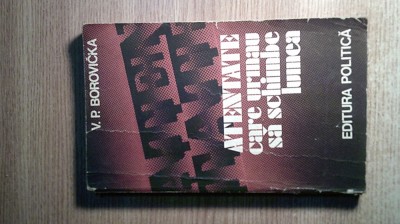 V. P. BOROVIČKA
ATENTATE
care urmau
să schimbe
lumea
EDITURA POLITICĂ